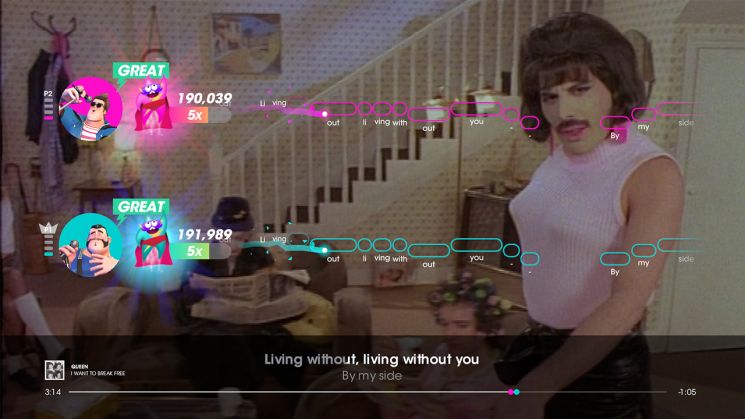 GREAT
P2
190,039
5x
Li ving
out li ving with out you - - By my side
GREAT
P1
191,989
5x
Li ving
out li ving with out you - - By my side
Living without, living without you
By my side
QUEEN
I WANT TO BREAK FREE
3:14
-1:05